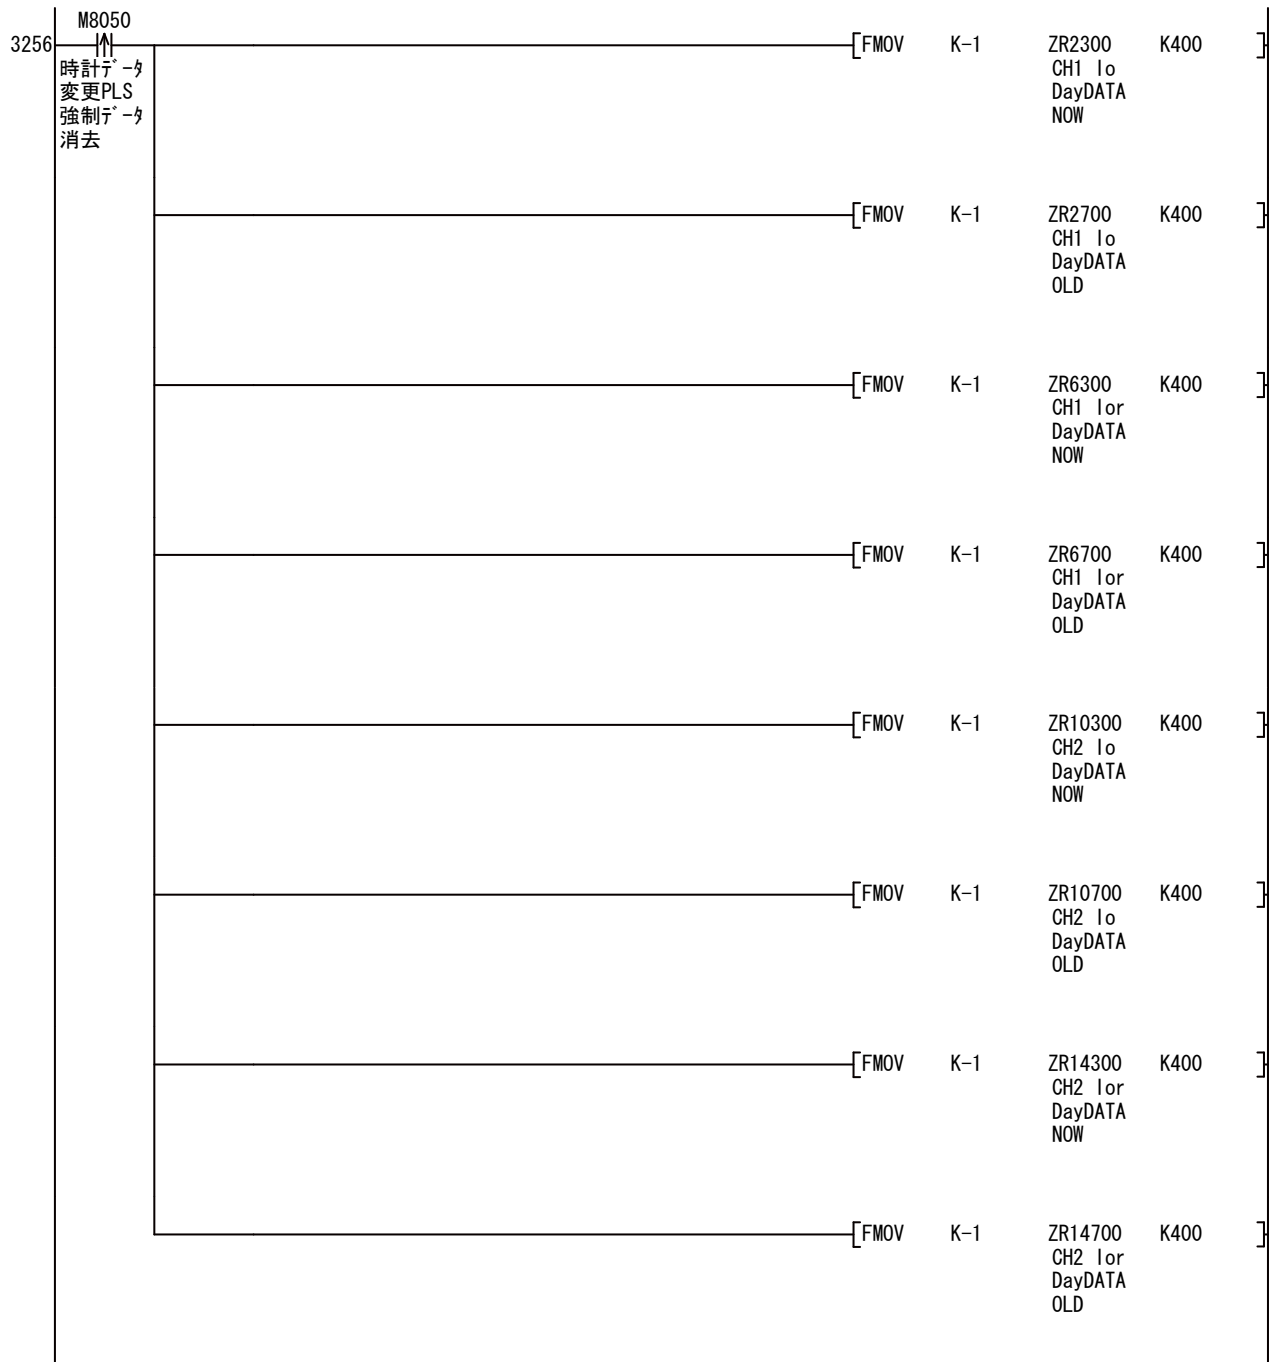 M8050
3256
時計ﾃﾞｰﾀ
変更PLS
強制ﾃﾞｰﾀ
消去
FMOV K-1 ZR2300 K400
CH1 Io
DayDATA
NOW
FMOV K-1 ZR2700 K400
CH1 Io
DayDATA
OLD
FMOV K-1 ZR6300 K400
CH1 Ior
DayDATA
NOW
FMOV K-1 ZR6700 K400
CH1 Ior
DayDATA
OLD
FMOV K-1 ZR10300 K400
CH2 Io
DayDATA
NOW
FMOV K-1 ZR10700 K400
CH2 Io
DayDATA
OLD
FMOV K-1 ZR14300 K400
CH2 Ior
DayDATA
NOW
FMOV K-1 ZR14700 K400
CH2 Ior
DayDATA
OLD